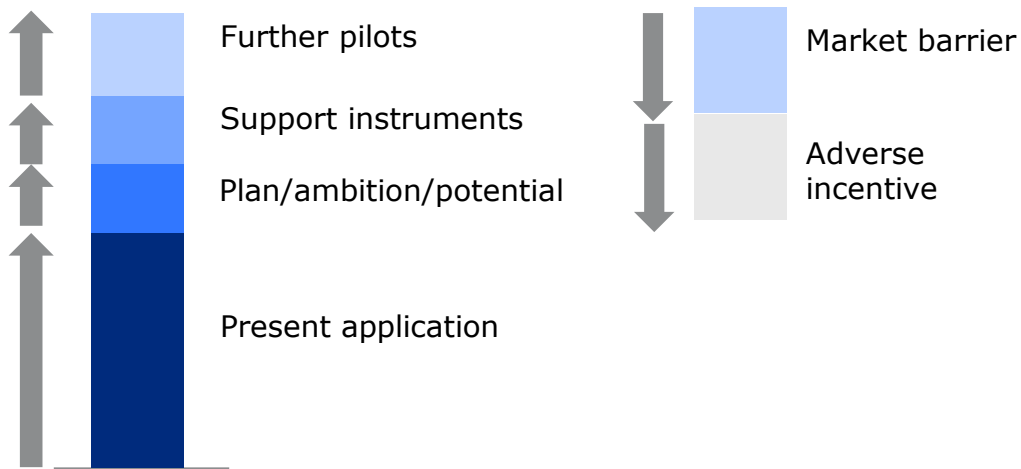 Further pilots
Support instruments
Plan/ambition/potential
Present application
Market barrier
Adverse
incentive